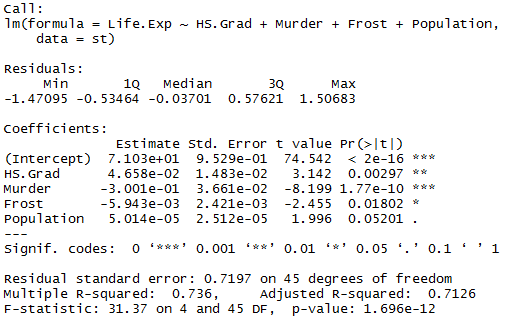 Call:
lm(formula = Life.Exp ~ HS.Grad + Murder + Frost + Population,
    data = st)
Residuals:
     Min       1Q   Median       3Q      Max
-1.47095 -0.53464 -0.03701  0.57621  1.50683
Coefficients:
              Estimate Std. Error t value Pr(>|t|)
(Intercept)  7.103e+01  9.529e-01  74.542  < 2e-16 ***
HS.Grad      4.658e-02  1.483e-02   3.142  0.00297 **
Murder      -3.001e-01  3.661e-02  -8.199 1.77e-10 ***
Frost       -5.943e-03  2.421e-03  -2.455  0.01802 *
Population   5.014e-05  2.512e-05   1.996  0.05201 .
---
Signif. codes:  0 ‘***’ 0.001 ‘**’ 0.01 ‘*’ 0.05 ‘.’ 0.1 ‘ ’ 1
Residual standard error: 0.7197 on 45 degrees of freedom
Multiple R-squared:  0.736,     Adjusted R-squared:  0.7126
F-statistic: 31.37 on 4 and 45 DF,  p-value: 1.696e-12